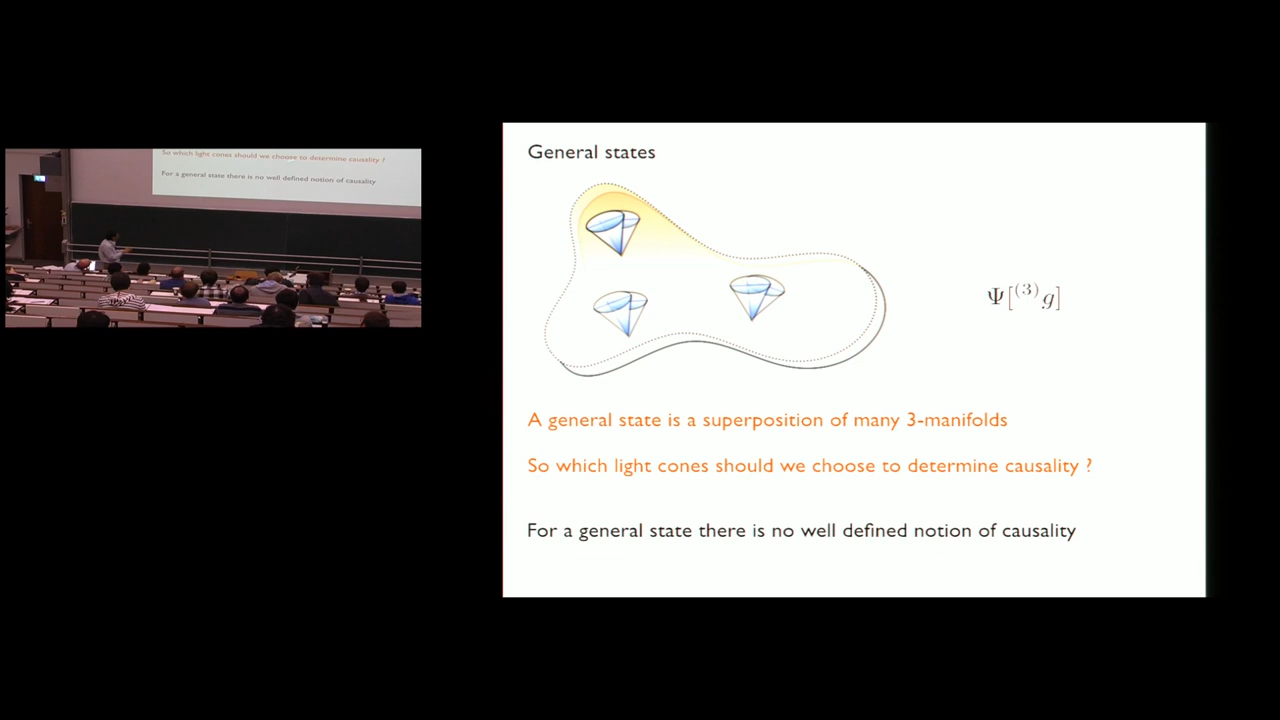 So which light cones should we choose to determine causality ?
For a general state there is no well defined notion of causality
General states
Ψ[⁽³⁾g]
A general state is a superposition of many 3-manifolds
So which light cones should we choose to determine causality ?
For a general state there is no well defined notion of causality